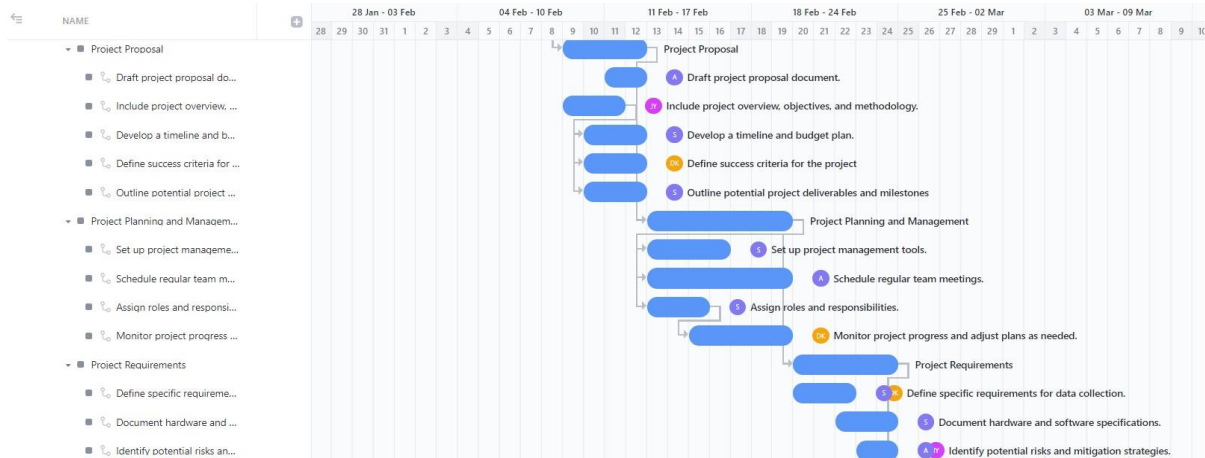 28 Jan - 03 Feb 04 Feb - 10 Feb 11 Feb - 17 Feb 18 Feb - 24 Feb 25 Feb - 02 Mar 03 Mar - 09 Mar
NAME
28 29 30 31 1 2 3 4 5 6 7 8 9 10 11 12 13 14 15 16 17 18 19 20 21 22 23 24 25 26 27 28 29 1 2 3 4 5 6 7 8 9 10
Project Proposal Project Proposal
Draft project proposal do... A Draft project proposal document.
Include project overview, ... JY Include project overview, objectives, and methodology.
Develop a timeline and b... S Develop a timeline and budget plan.
Define success criteria for ... DK Define success criteria for the project
Outline potential project ... S Outline potential project deliverables and milestones
Project Planning and Managem... Project Planning and Management
Set up project manageme... S Set up project management tools.
Schedule regular team m... A Schedule regular team meetings.
Assign roles and responsi... S Assign roles and responsibilities.
Monitor project progress ... DK Monitor project progress and adjust plans as needed.
Project Requirements Project Requirements
Define specific requireme... S DK Define specific requirements for data collection.
Document hardware and ... S Document hardware and software specifications.
Identify potential risks an... A JY Identify potential risks and mitigation strategies.